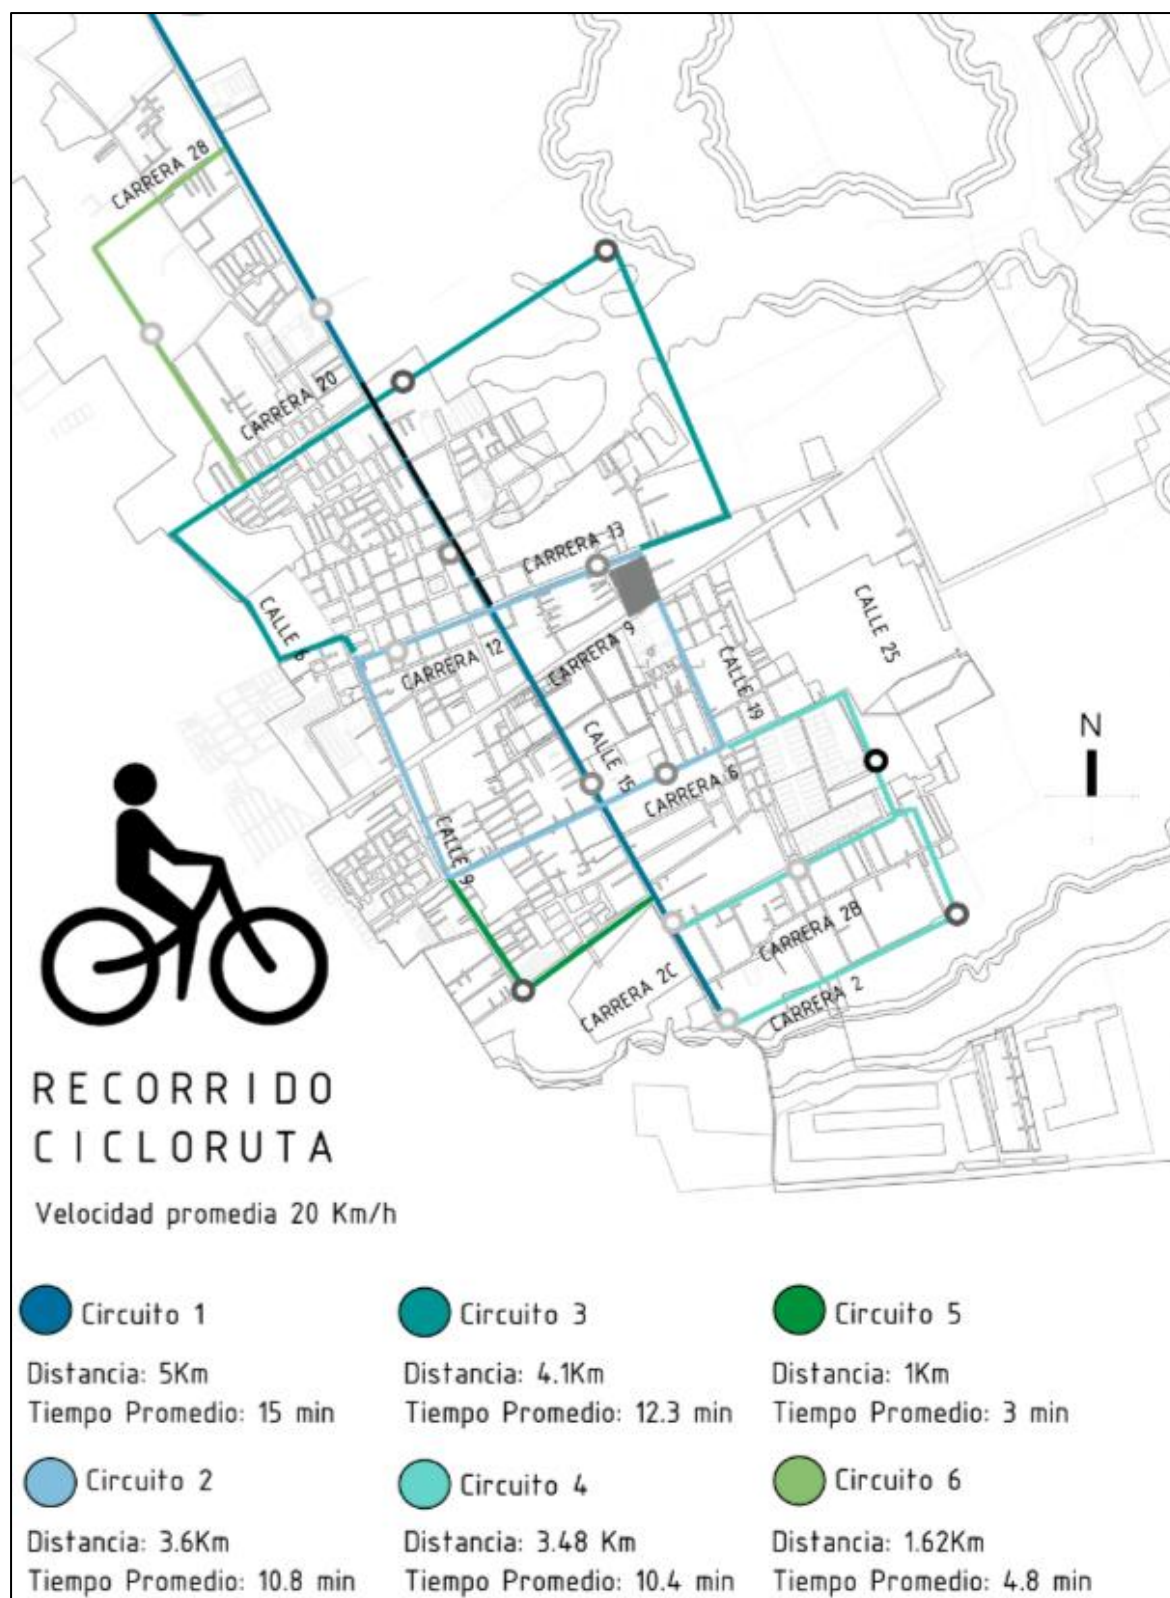 CARRERA 28
CARRERA 20
CARRERA 13
CALLE 6
CARRERA 12
CARRERA 9
CALLE 25
CALLE 19
N
CALLE 15
CARRERA 6
CALLE 9
CARRERA 2B
CARRERA 2C
CARRERA 2
RECORRIDO
CICLORUTA
Velocidad promedia 20 Km/h
Circuito 1
Distancia: 5Km
Tiempo Promedio: 15 min
Circuito 3
Distancia: 4.1Km
Tiempo Promedio: 12.3 min
Circuito 5
Distancia: 1Km
Tiempo Promedio: 3 min
Circuito 2
Distancia: 3.6Km
Tiempo Promedio: 10.8 min
Circuito 4
Distancia: 3.48 Km
Tiempo Promedio: 10.4 min
Circuito 6
Distancia: 1.62Km
Tiempo Promedio: 4.8 min